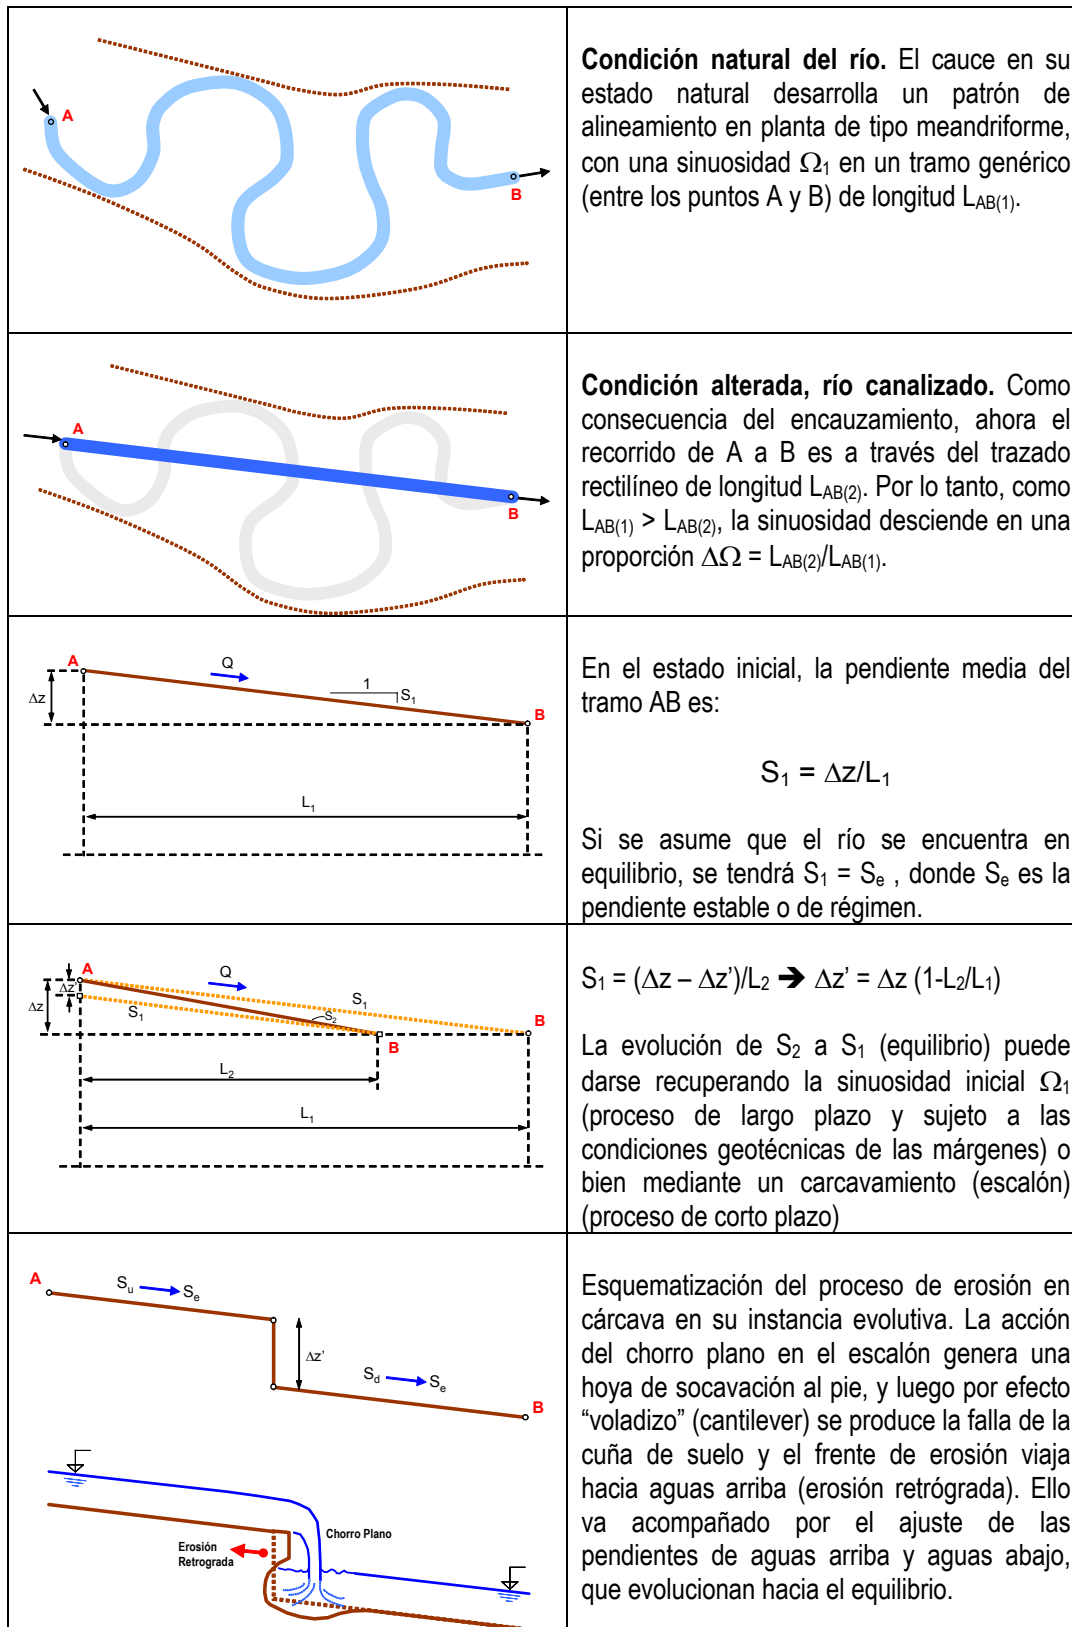 A
B
Condición natural del río. El cauce en su
estado natural desarrolla un patrón de
alineamiento en planta de tipo meandriforme,
con una sinuosidad Ω1 en un tramo genérico
(entre los puntos A y B) de longitud LAB(1).
A
B
Condición alterada, río canalizado. Como
consecuencia del encauzamiento, ahora el
recorrido de A a B es a través del trazado
rectilíneo de longitud LAB(2). Por lo tanto, como
LAB(1) > LAB(2), la sinuosidad desciende en una
proporción ΔΩ = LAB(2)/LAB(1).
A
Q
1
S1
Δz
B
L1
En el estado inicial, la pendiente media del
tramo AB es:
S1 = Δz/L1
Si se asume que el río se encuentra en
equilibrio, se tendrá S1 = Se , donde Se es la
pendiente estable o de régimen.
A
Q
Δz'
Δz
S1
S1
S2
B
B
L2
L1
S1 = (Δz – Δz')/L2 ➔ Δz' = Δz (1-L2/L1)
La evolución de S2 a S1 (equilibrio) puede
darse recuperando la sinuosidad inicial Ω1
(proceso de largo plazo y sujeto a las
condiciones geotécnicas de las márgenes) o
bien mediante un carcavamiento (escalón)
(proceso de corto plazo)
A
Su Se
Δz'
Sd Se
B
Chorro Plano
Erosión
Retrograda
Esquematización del proceso de erosión en
cárcava en su instancia evolutiva. La acción
del chorro plano en el escalón genera una
hoya de socavación al pie, y luego por efecto
“voladizo” (cantilever) se produce la falla de la
cuña de suelo y el frente de erosión viaja
hacia aguas arriba (erosión retrógrada). Ello
va acompañado por el ajuste de las
pendientes de aguas arriba y aguas abajo,
que evolucionan hacia el equilibrio.